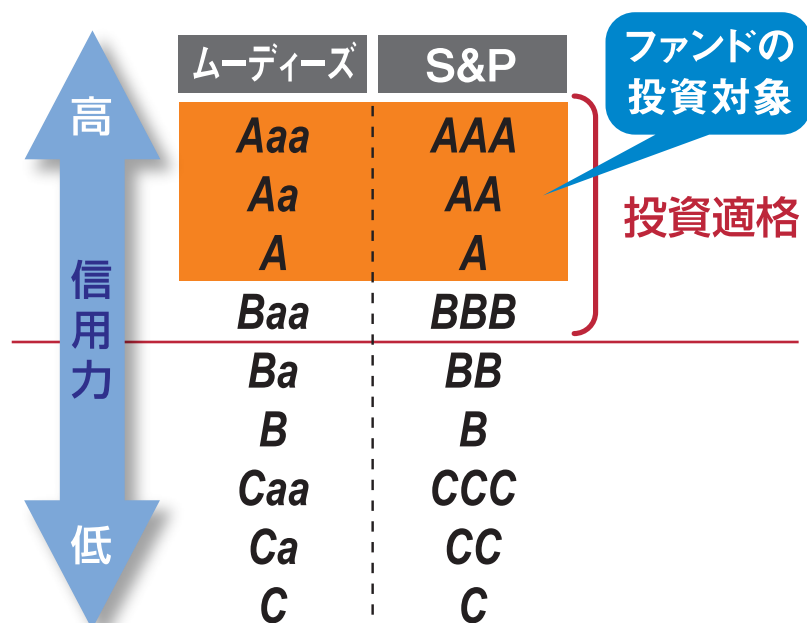 ムーディーズ S&P
ファンドの
投資対象
高
Aaa AAA
Aa AA
A A
投資適格
Baa BBB
信用力
Ba BB
B B
Caa CCC
低
Ca CC
C C